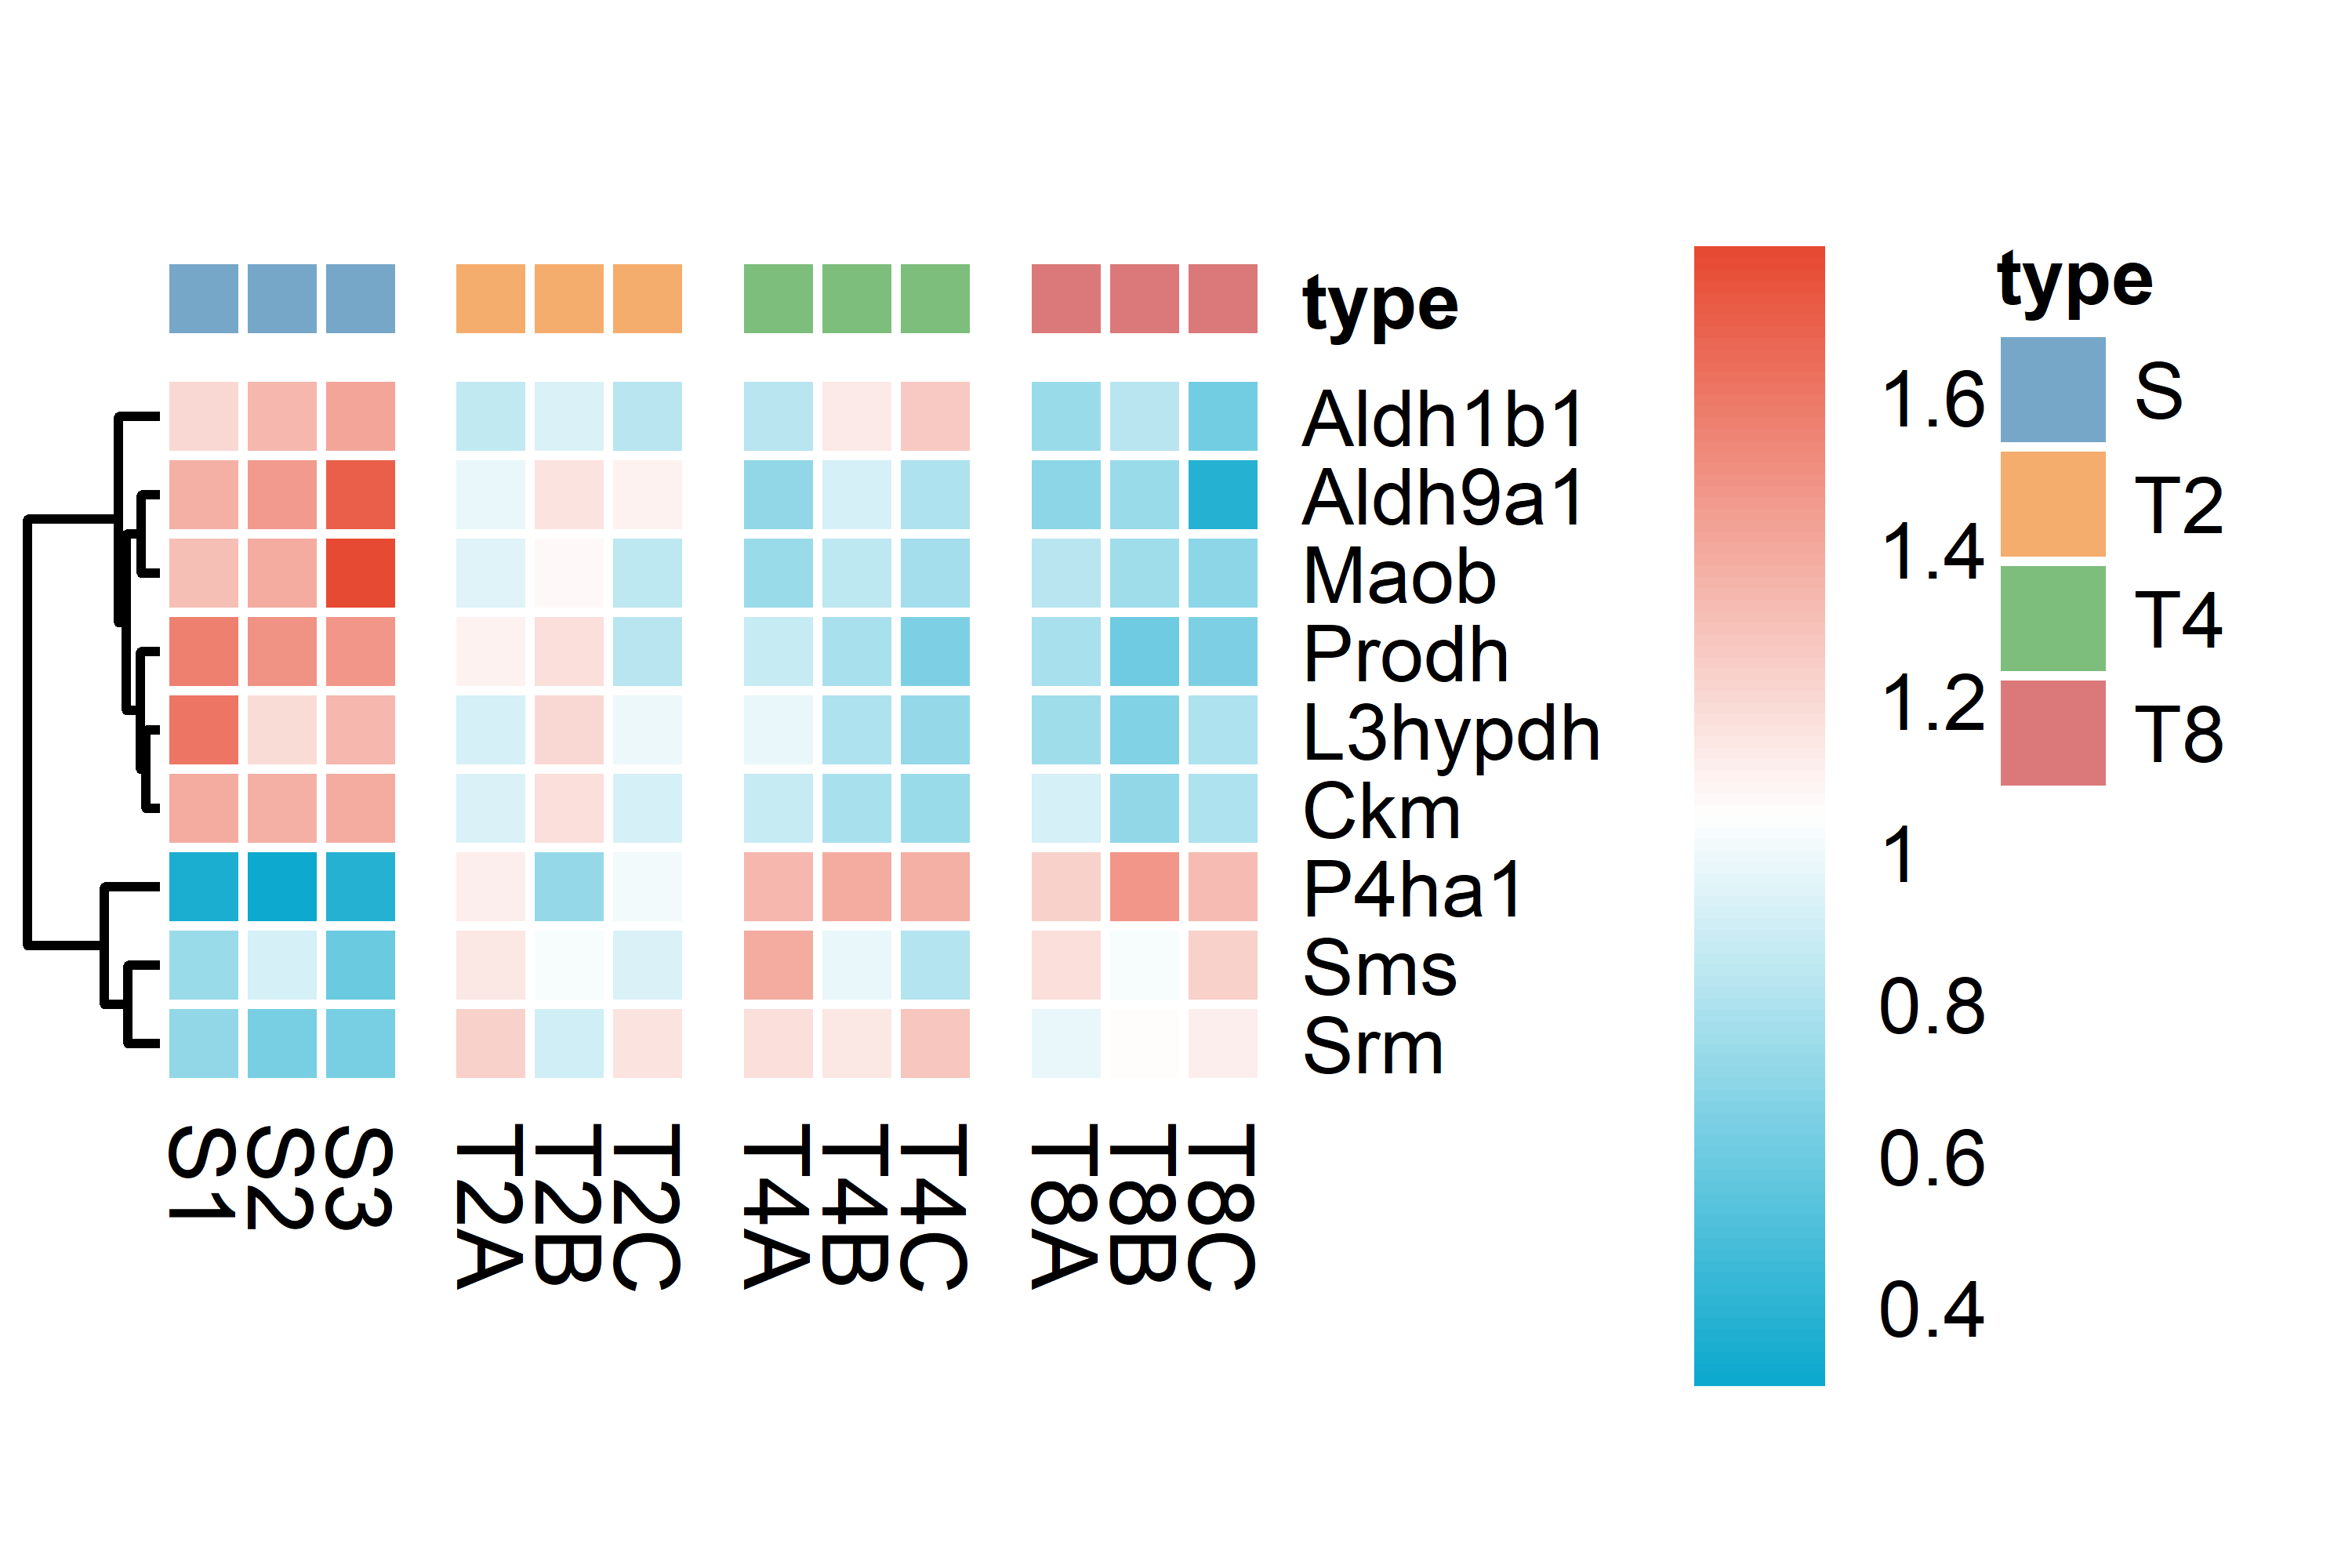 type
Aldh1b1
Aldh9a1
Maob
Prodh
L3hypdh
Ckm
P4ha1
Sms
Srm
S1
S2
S3
T2A
T2B
T2C
T4A
T4B
T4C
T8A
T8B
T8C
1.6
1.4
1.2
1
0.8
0.6
0.4
type
S
T2
T4
T8